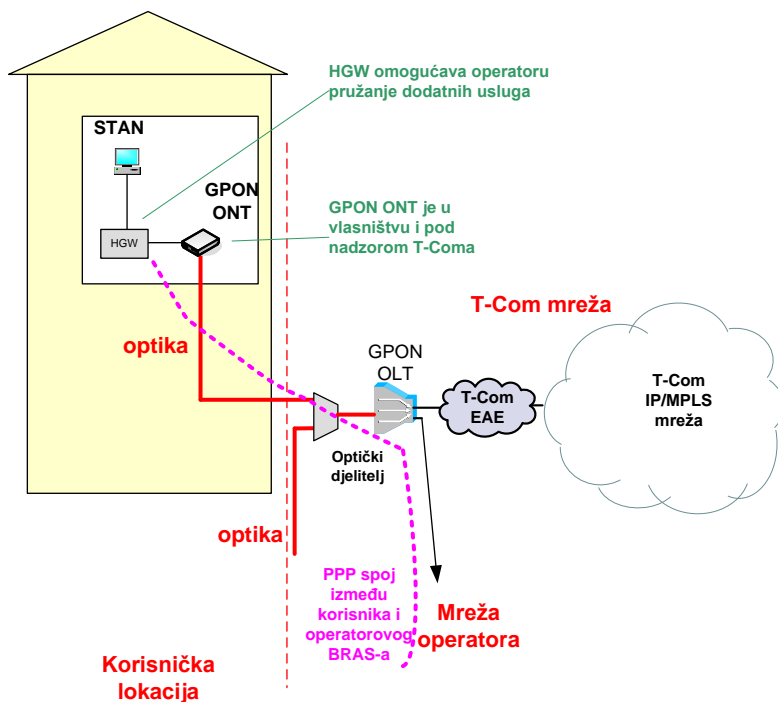 HGW omogućava operatoru
pružanje dodatnih usluga
STAN
GPON
ONT
HGW
GPON ONT je u
vlasništvu i pod
nadzorom T-Coma
T-Com mreža
optika
GPON
OLT
T-Com
EAE
T-Com
IP/MPLS
mreža
Optički
djelitelj
optika
PPP spoj
između
korisnika i
operatorovog
BRAS-a
Mreža
operatora
Korisnička
lokacija